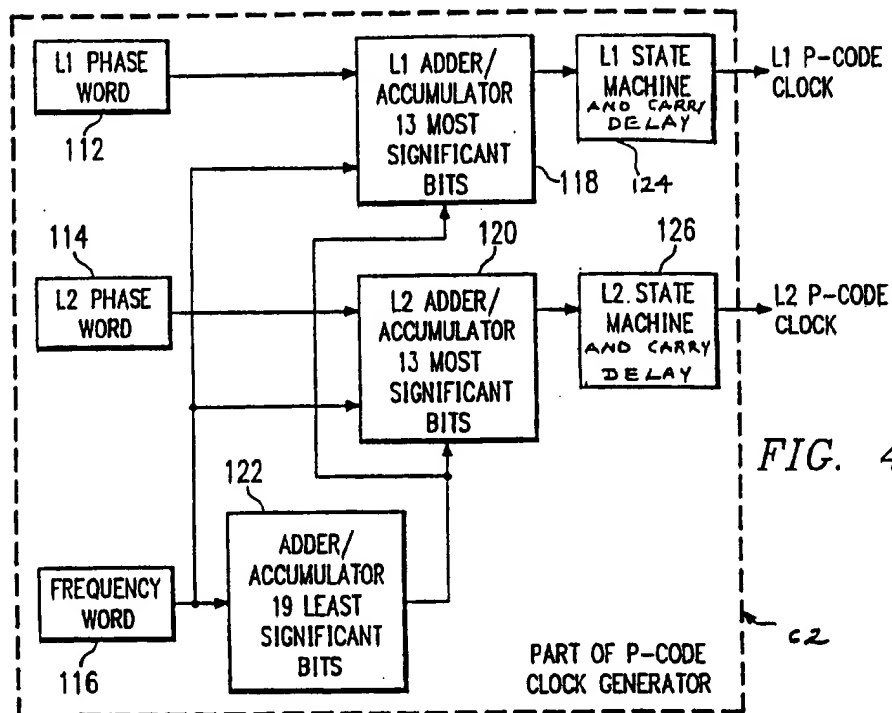 L1 PHASE
WORD
112
L1 ADDER/
ACCUMULATOR
13 MOST
SIGNIFICANT
BITS
118
L1 STATE
MACHINE
AND CARRY
DELAY
124
L1 P-CODE
CLOCK
114
L2 PHASE
WORD
120
L2 ADDER/
ACCUMULATOR
13 MOST
SIGNIFICANT
BITS
126
L2. STATE
MACHINE
AND CARRY
DELAY
L2 P-CODE
CLOCK
FIG. 4
122
ADDER/
ACCUMULATOR
19 LEAST
SIGNIFICANT
BITS
FREQUENCY
WORD
116
PART OF P-CODE
CLOCK GENERATOR
62